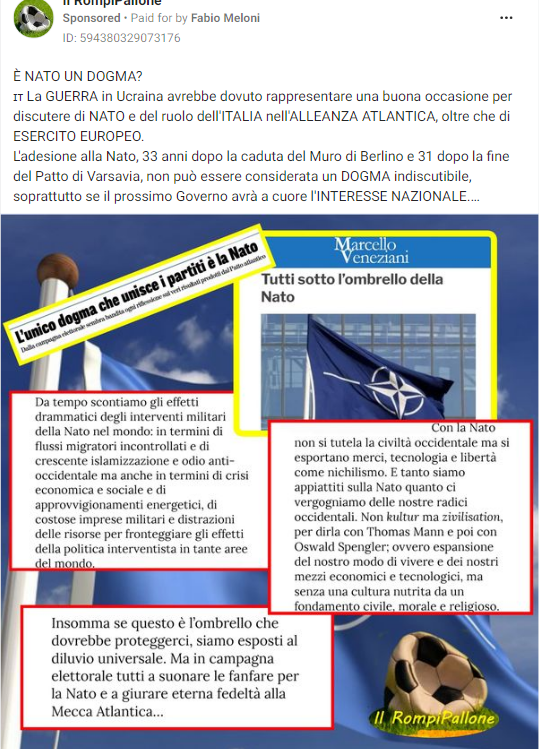 Il RompiPallone
Sponsored • Paid for by Fabio Meloni
ID: 594380329073176
È NATO UN DOGMA?
IT La GUERRA in Ucraina avrebbe dovuto rappresentare una buona occasione per
discutere di NATO e del ruolo dell'ITALIA nell'ALLEANZA ATLANTICA, oltre che di
ESERCITO EUROPEO.
L'adesione alla Nato, 33 anni dopo la caduta del Muro di Berlino e 31 dopo la fine
del Patto di Varsavia, non può essere considerata un DOGMA indiscutibile,
soprattutto se il prossimo Governo avrà a cuore l'INTERESSE NAZIONALE....
L'unico dogma che unisce i partiti è la Nato
Dalla campagna elettorale sembra bandita ogni riflessione sui veri risultati prodotti dal Patto atlantico
Marcello
Veneziani
Tutti sotto l'ombrello della
Nato
Da tempo scontiamo gli effetti
drammatici degli interventi militari
della Nato nel mondo: in termini di
flussi migratori incontrollati e di
crescente islamizzazione e odio anti-
occidentale ma anche in termini di crisi
economica e sociale e di
approvvigionamenti energetici, di
costose imprese militari e distrazioni
delle risorse per fronteggiare gli effetti
della politica interventista in tante aree
del mondo.
Con la Nato
non si tutela la civiltà occidentale ma si
esportano merci, tecnologia e libertà
come nichilismo. E tanto siamo
appiattiti sulla Nato quanto ci
vergogniamo delle nostre radici
occidentali. Non kultur ma zivilisation,
per dirla con Thomas Mann e poi con
Oswald Spengler; ovvero espansione
del nostro modo di vivere e dei nostri
mezzi economici e tecnologici, ma
senza una cultura nutrita da un
fondamento civile, morale e religioso.
Insomma se questo è l'ombrello che
dovrebbe proteggerci, siamo esposti al
diluvio universale. Ma in campagna
elettorale tutti a suonare le fanfare per
la Nato e a giurare eterna fedeltà alla
Mecca Atlantica...
Il RompiPallone